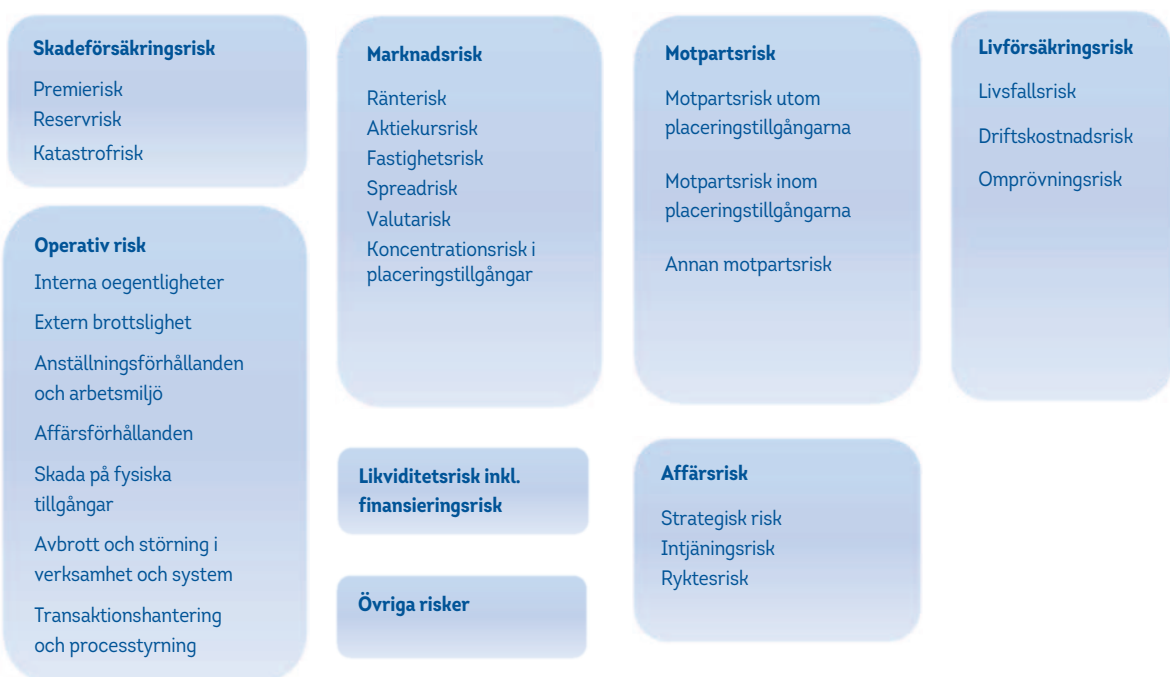 Skadeförsäkringsrisk
Premierisk
Reservrisk
Katastrofrisk
Operativ risk
Interna oegentligheter
Extern brottslighet
Anställningsförhållanden
och arbetsmiljö
Affärsförhållanden
Skada på fysiska
tillgångar
Avbrott och störning i
verksamhet och system
Transaktionshantering
och processtyrning
Marknadsrisk
Ränterisk
Aktiekursrisk
Fastighetsrisk
Spreadrisk
Valutarisk
Koncentrationsrisk i
placeringstillgångar
Likviditetsrisk inkl.
finansieringsrisk
Övriga risker
Motpartsrisk
Motpartsrisk utom
placeringstillgångarna
Motpartsrisk inom
placeringstillgångarna
Annan motpartsrisk
Affärsrisk
Strategisk risk
Intjäningsrisk
Ryktesrisk
Livförsäkringsrisk
Livsfallsrisk
Driftskostnadsrisk
Omprövningsrisk